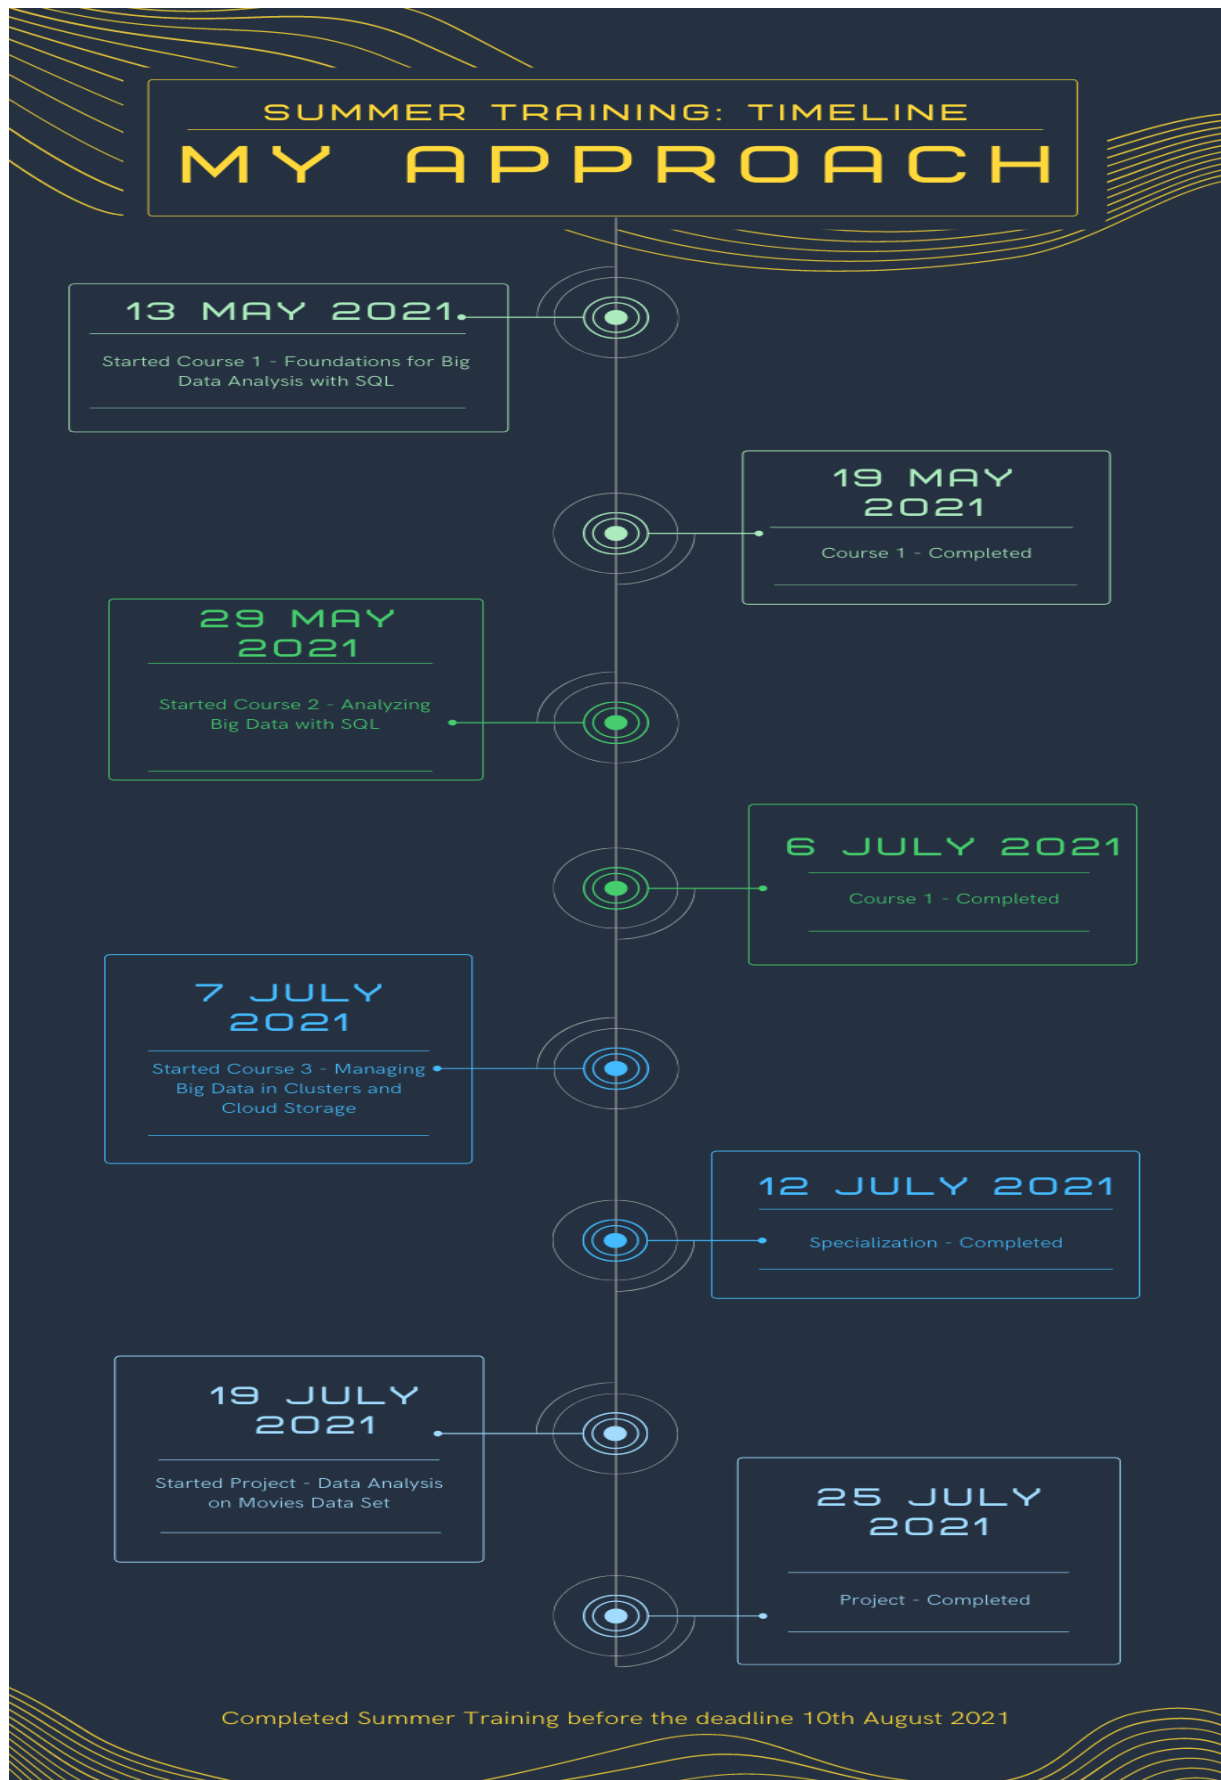 SUMMER TRAINING: TIMELINE
MY APPROACH
13 MAY 2021
Started Course 1 - Foundations for Big
Data Analysis with SQL
19 MAY
2021
Course 1 - Completed
29 MAY
2021
Started Course 2 - Analyzing
Big Data with SQL
6 JULY 2021
Course 1 - Completed
7 JULY
2021
Started Course 3 - Managing
Big Data in Clusters and
Cloud Storage
12 JULY 2021
Specialization - Completed
19 JULY
2021
Started Project - Data Analysis
on Movies Data Set
25 JULY
2021
Project - Completed
Completed Summer Training before the deadline 10th August 2021